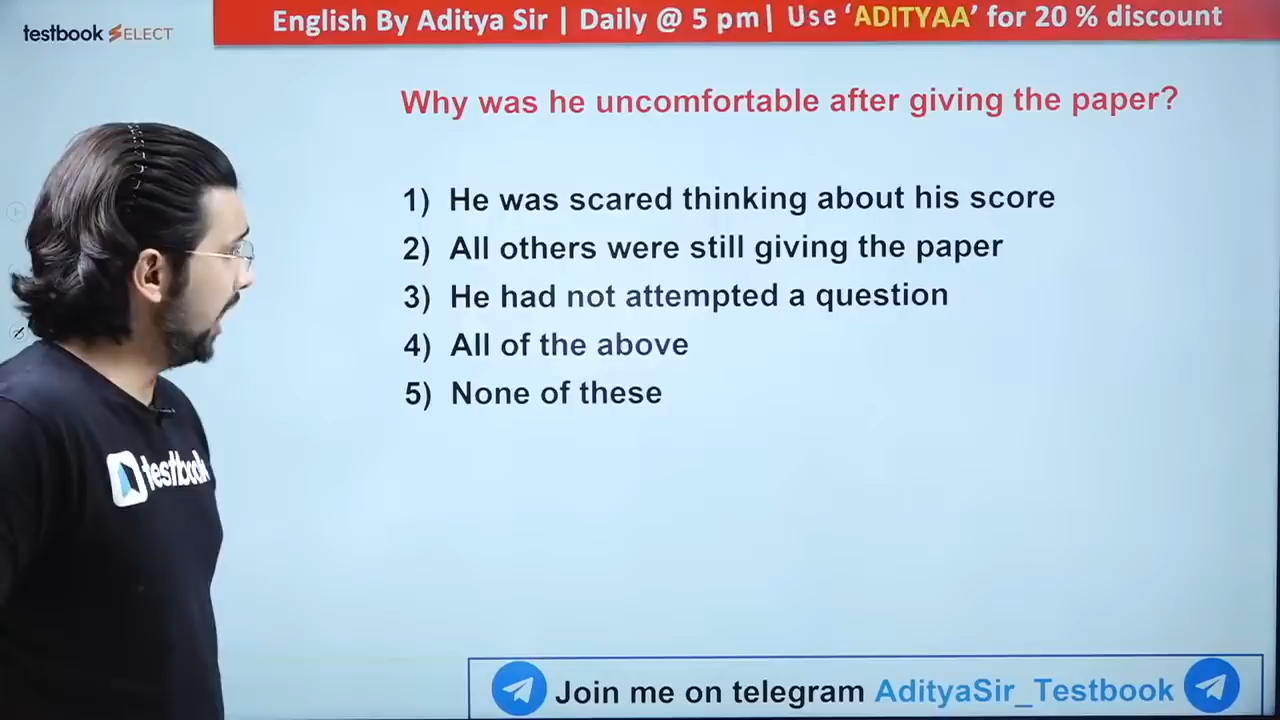 testbook SELECT
English By Aditya Sir | Daily @ 5 pm| Use ‘ADITYAA’ for 20 % discount
Why was he uncomfortable after giving the paper?
1) He was scared thinking about his score
2) All others were still giving the paper
3) He had not attempted a question
4) All of the above
5) None of these
testbook
Join me on telegram AdityaSir_Testbook